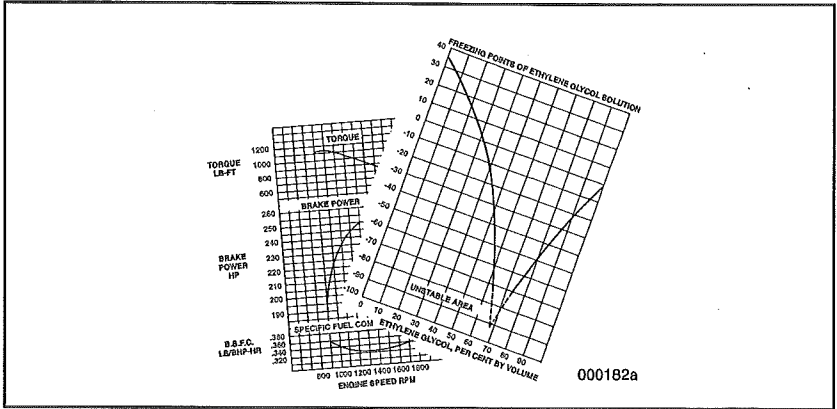 FREEZING POINTS OF ETHYLENE GLYCOL SOLUTION
40
30
20
10
0
-10
-20
-30
-40
-50
-60
-70
-80
-90
-100
UNSTABLE AREA
0 10 20 30 40 50 60 70 80 90
ETHYLENE GLYCOL, PERCENT BY VOLUME
TORQUE
TORQUE
LB-FT
1200
1000
800
600
BRAKE POWER
BRAKE
POWER
HP
260
250
240
230
220
210
200
190
SPECIFIC FUEL COM
B.S.F.C.
LB/BHP-HR
.380
.360
.340
.320
800 1000 1200 1400 1600 1800
ENGINE SPEED RPM
000182a